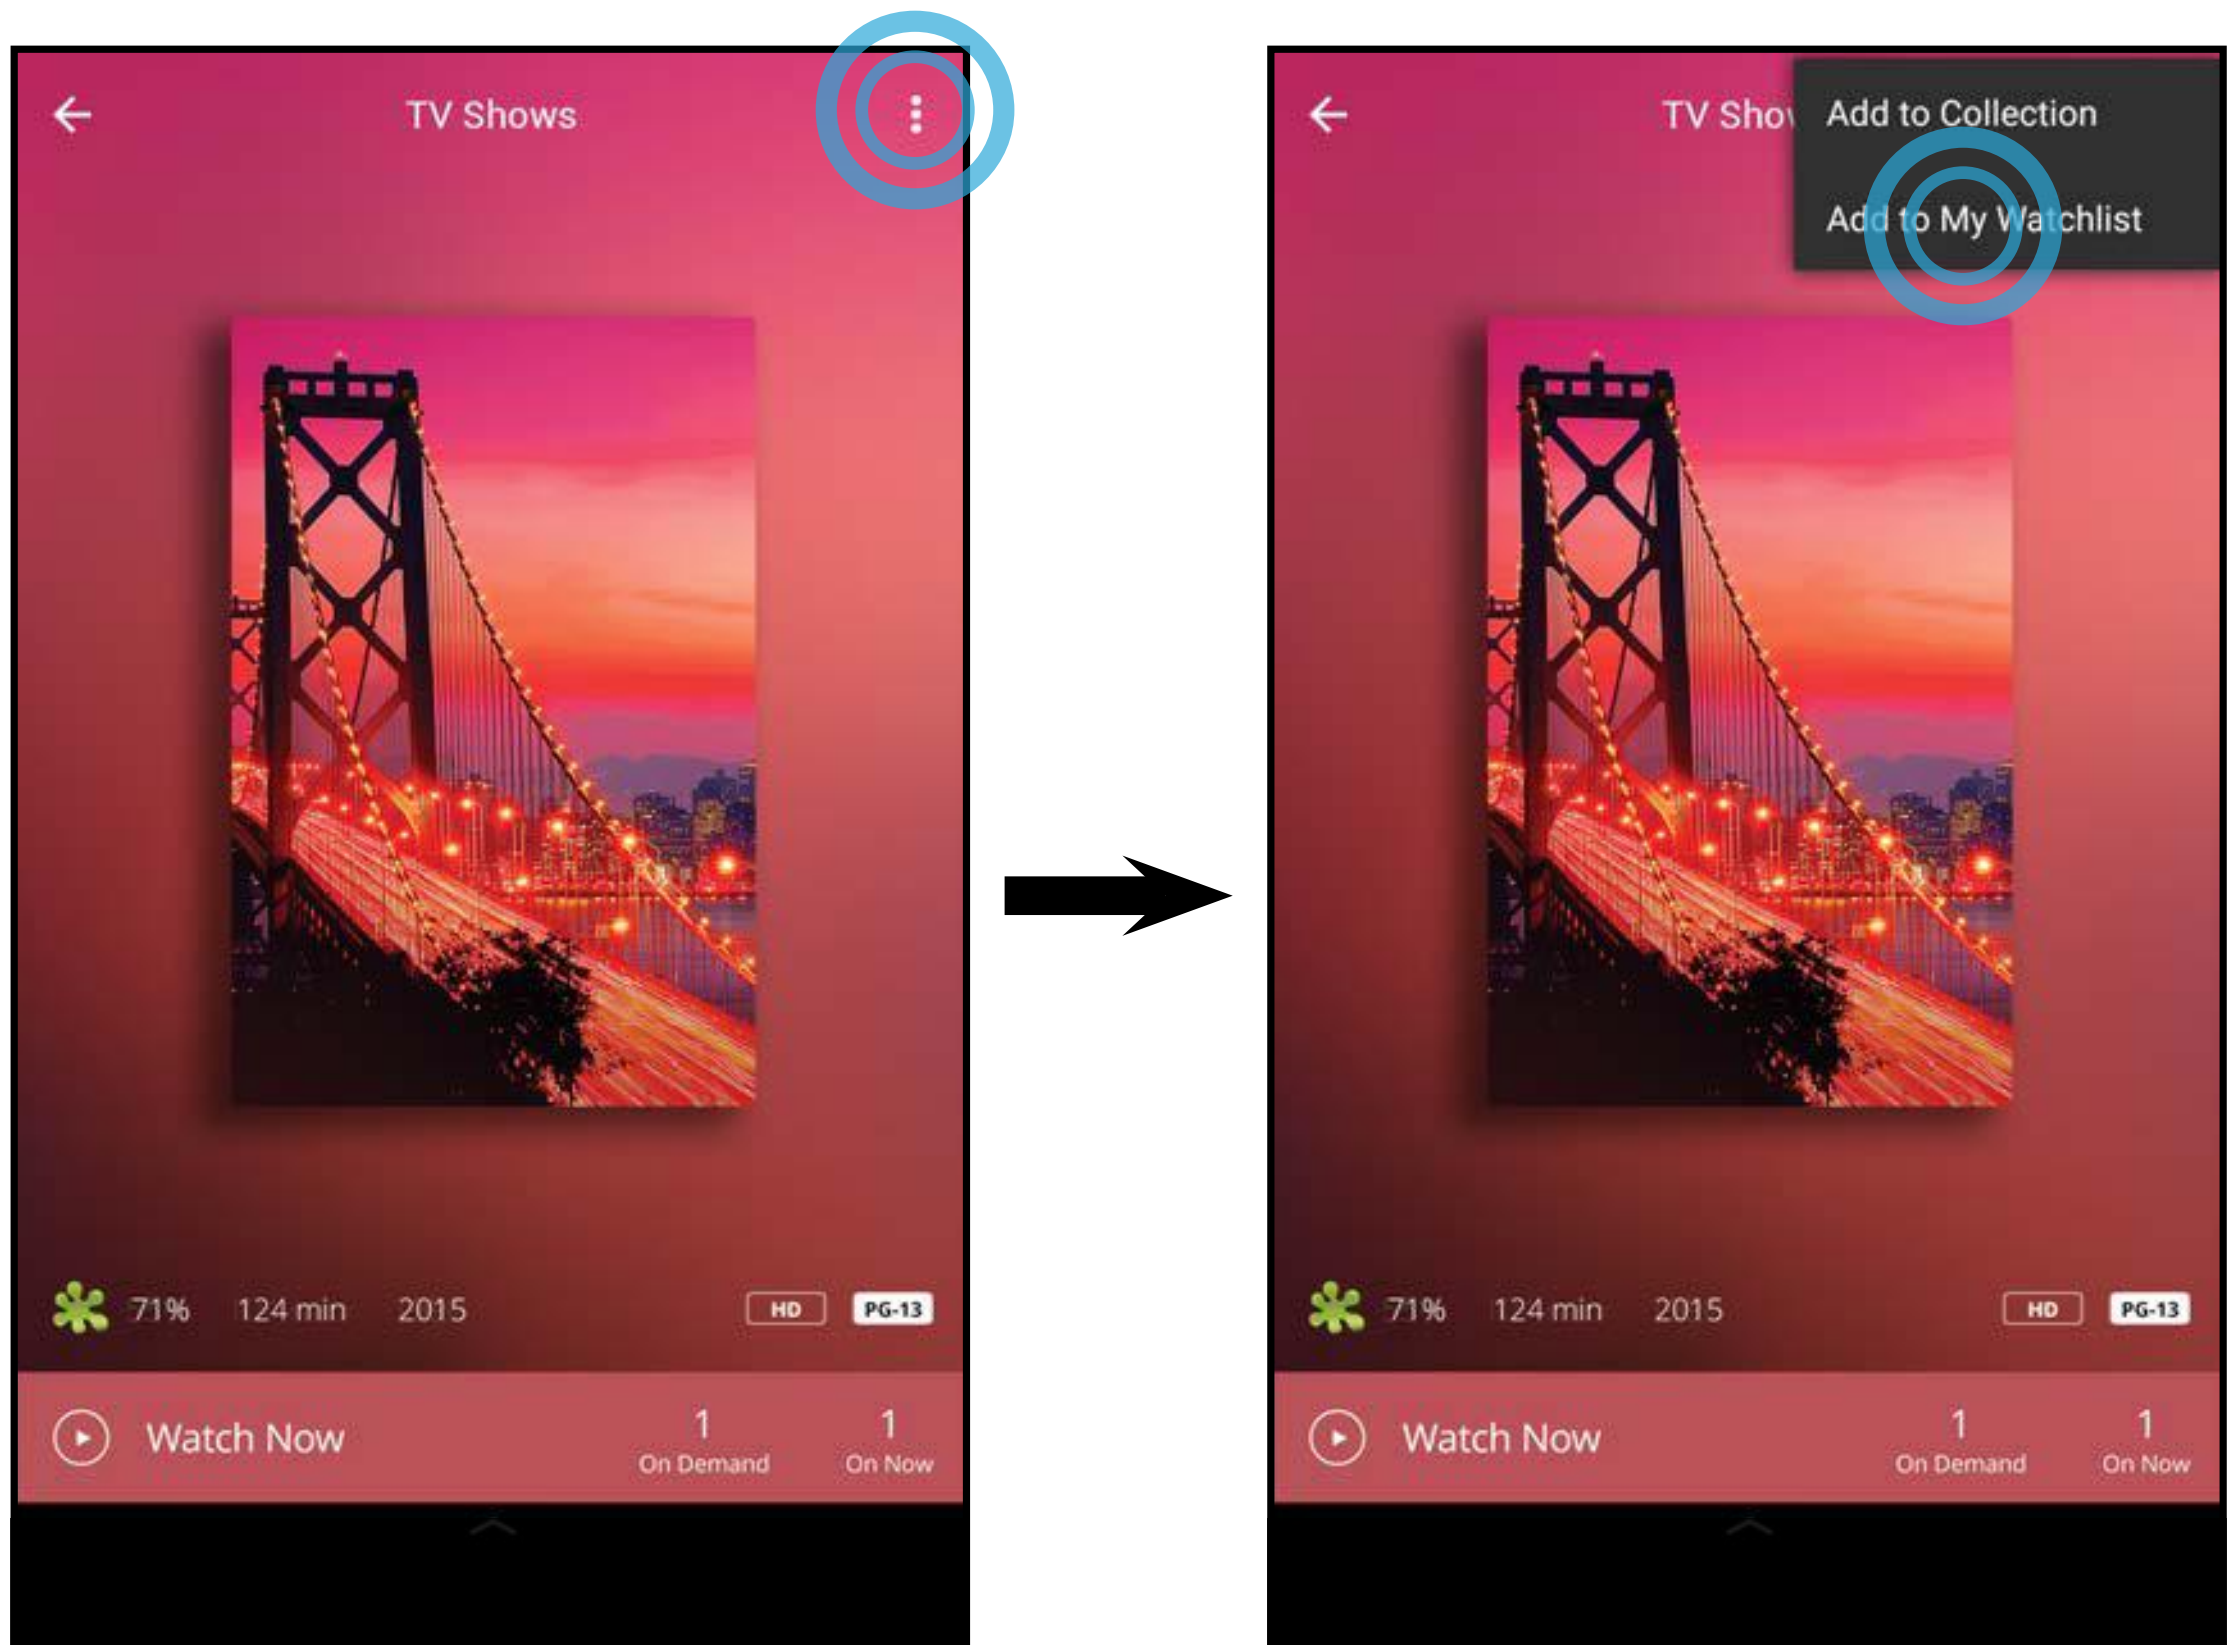 TV Shows
71% 124 min 2015 HD PG-13
Watch Now 1 On Demand 1 On Now
TV Sho
Add to Collection
Add to My Watchlist
71% 124 min 2015 HD PG-13
Watch Now 1 On Demand 1 On Now